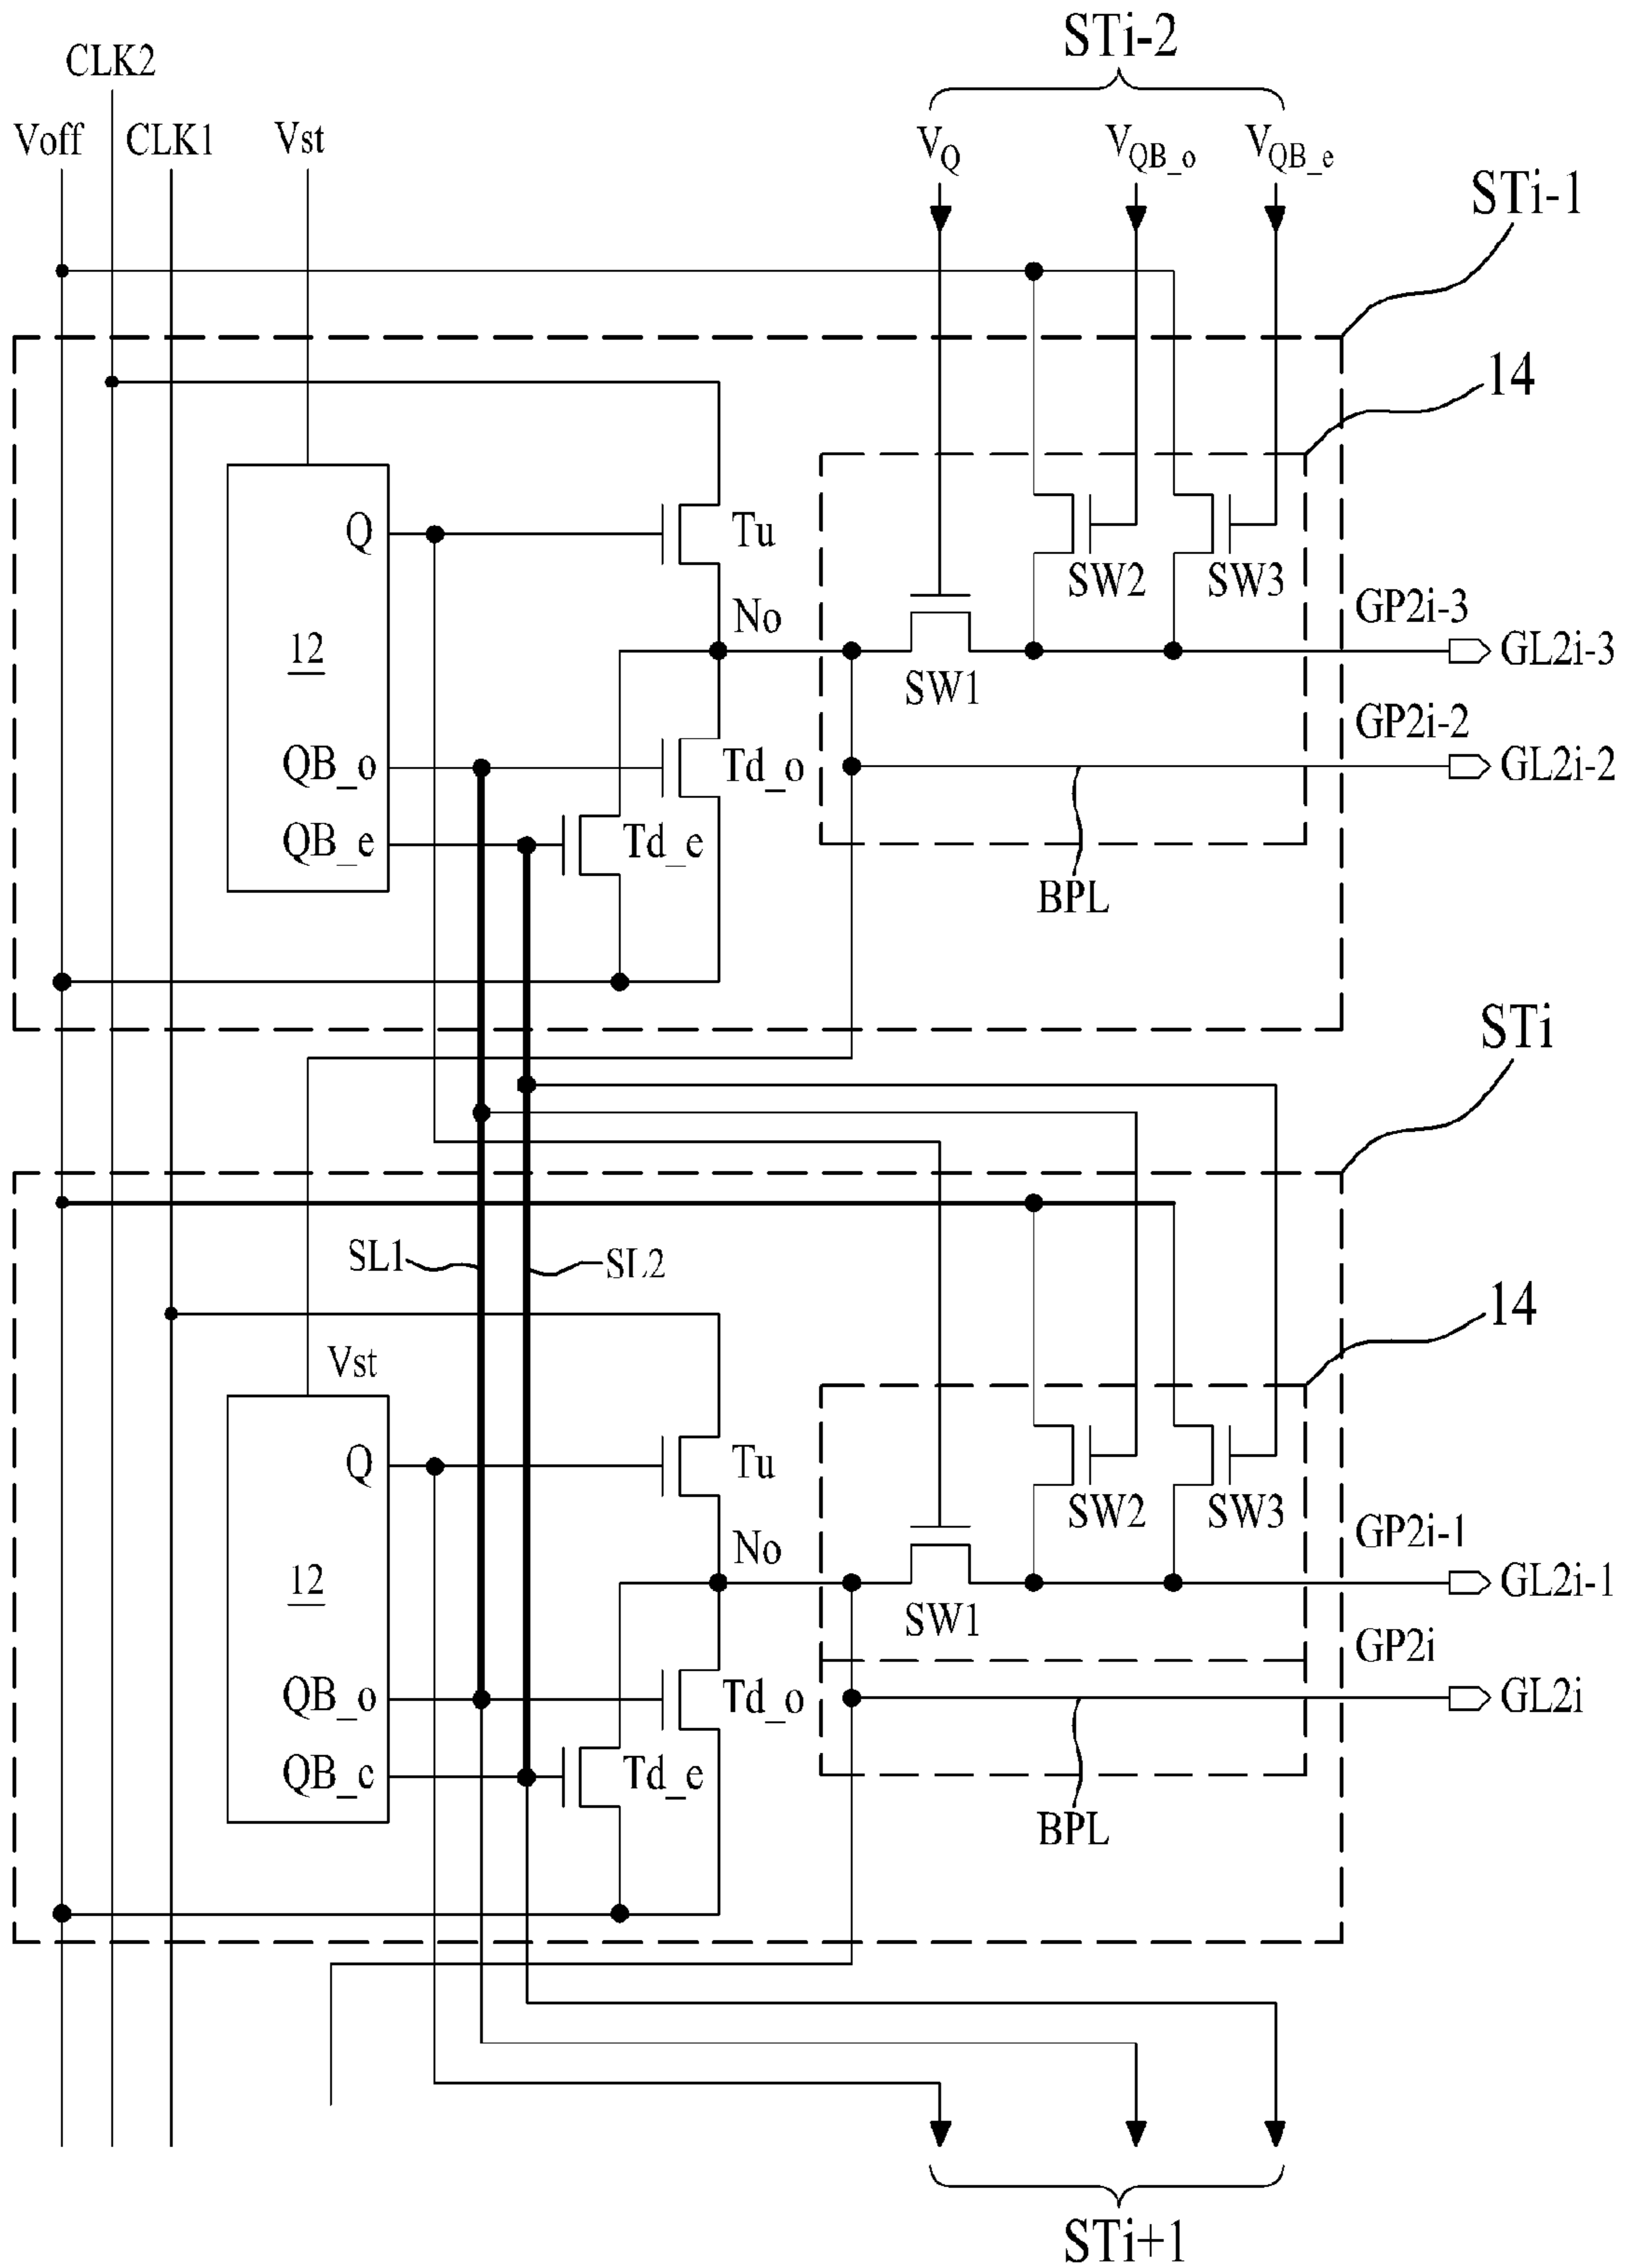 STi-2
CLK2
Voff CLK1 Vst
VQ VQB_o VQB_e
STi-1
14
Q Tu
SW2 SW3
No
GP2i-3
12
GL2i-3
SW1
GP2i-2
QB_o Td_o
GL2i-2
QB_e Td_e
BPL
STi
SL1 SL2
14
Vst
Q Tu
SW2 SW3
No
GP2i-1
12
GL2i-1
SW1
GP2i
QB_o Td_o
GL2i
QB_c Td_e
BPL
STi+1